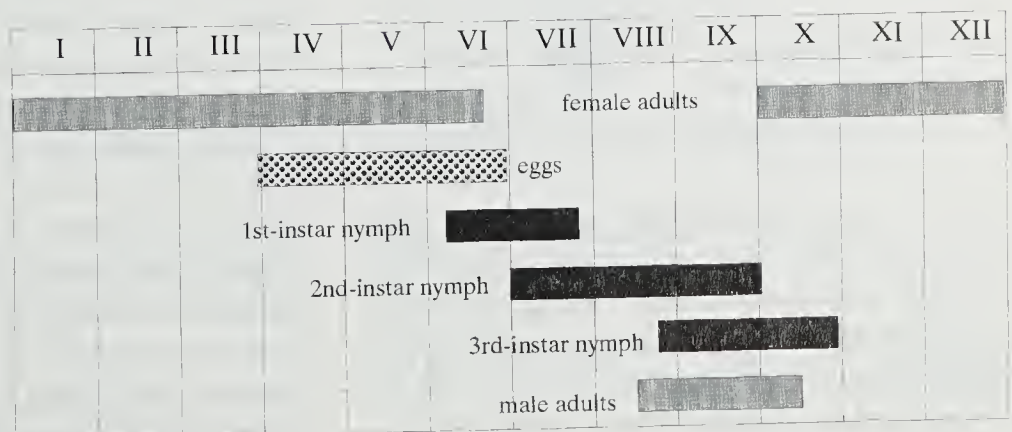 I II III IV V VI VII VIII IX X XI XII
female adults
eggs
1st-instar nymph
2nd-instar nymph
3rd-instar nymph
male adults